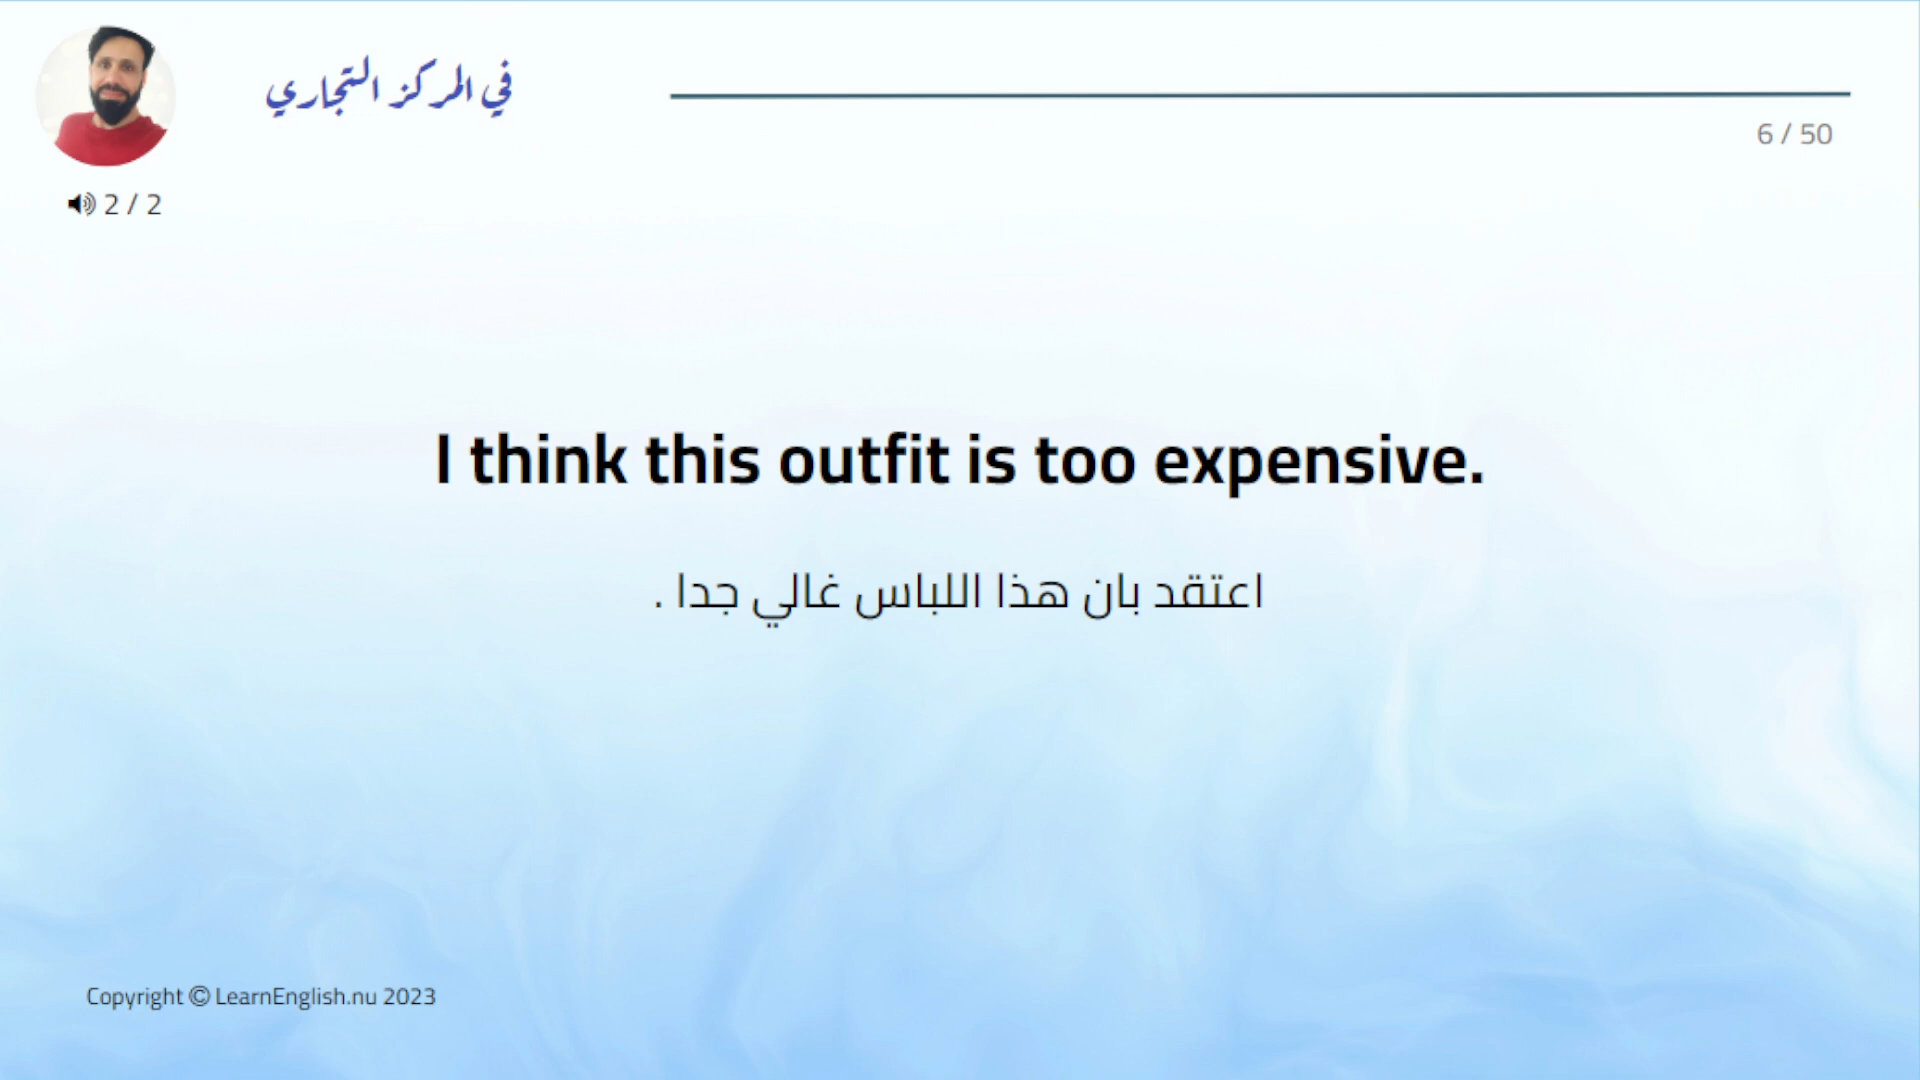 في المركز التجاري
6 / 50
2 / 2
I think this outfit is too expensive.
اعتقد بان هذا اللباس غالي جدا .
Copyright © LearnEnglish.nu 2023